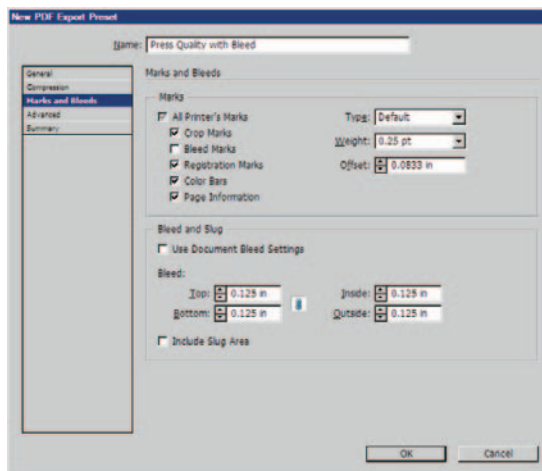 New PDF Export Preset
Name: Press Quality with Bleed
General
Compression
Marks and Bleeds
Advanced
Summary
Marks and Bleeds
Marks
All Printer's Marks
Crop Marks
Bleed Marks
Registration Marks
Color Bars
Page Information
Type: Default
Weight: 0.25 pt
Offset: 0.0833 in
Bleed and Slug
Use Document Bleed Settings
Bleed:
Top: 0.125 in
Bottom: 0.125 in
Inside: 0.125 in
Outside: 0.125 in
Include Slug Area
OK
Cancel